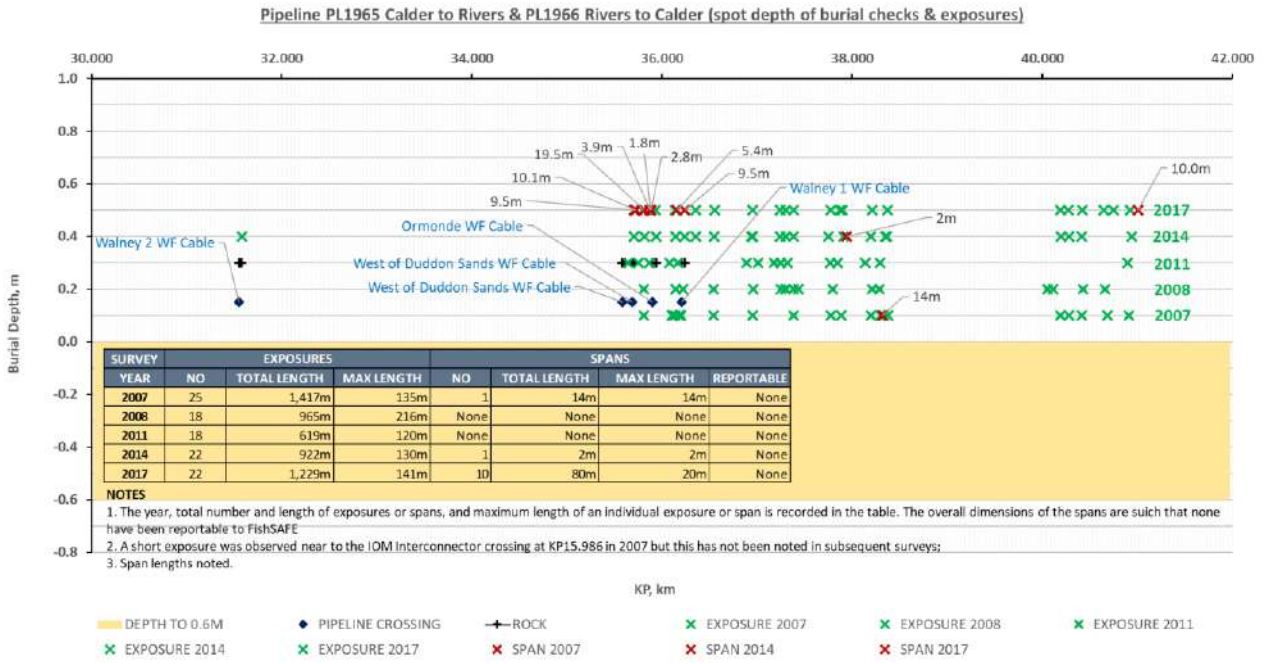 Pipeline PL1965 Calder to Rivers & PL1966 Rivers to Calder (spot depth of burial checks & exposures)
30.000 32.000 34.000 36.000 38.000 40.000 42.000
1.0
0.8
0.6
0.4
0.2
0.0
-0.2
-0.4
-0.6
-0.8
Burial Depth, m
3.9m 1.8m
19.5m 2.8m 5.4m
10.1m 9.5m 10.0m
9.5m Walney 1 WF Cable 2017
Ormonde WF Cable 2m
Walney 2 WF Cable 2014
West of Duddon Sands WF Cable 2011
West of Duddon Sands WF Cable 14m 2008
2007
SURVEY EXPOSURES SPANS
YEAR NO TOTAL LENGTH MAX LENGTH NO TOTAL LENGTH MAX LENGTH REPORTABLE
2007 25 1,417m 135m 1 14m 14m None
2008 18 965m 216m None None None None
2011 18 619m 120m None None None None
2014 22 922m 130m 1 2m 2m None
2017 22 1,229m 141m 10 80m 20m None
NOTES
1. The year, total number and length of exposures or spans, and maximum length of an individual exposure or span is recorded in the table. The overall dimensions of the spans are suich that none
have been reportable to FishSAFE
2. A short exposure was observed near to the IOM Interconnector crossing at KP15.986 in 2007 but this has not been noted in subsequent surveys;
3. Span lengths noted.
KP, km
DEPTH TO 0.6M PIPELINE CROSSING ROCK EXPOSURE 2007 EXPOSURE 2008 EXPOSURE 2011
EXPOSURE 2014 EXPOSURE 2017 SPAN 2007 SPAN 2014 SPAN 2017